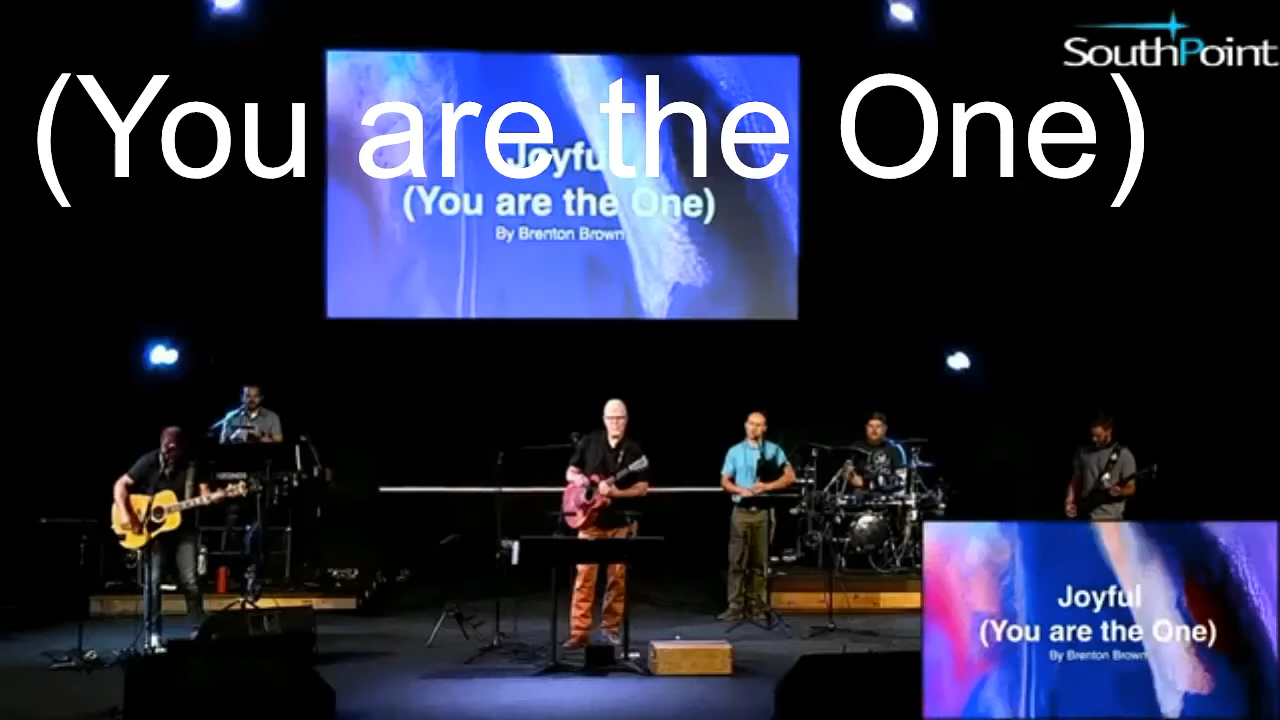 SouthPoint
(You are the One)
Joyful
(You are the One)
By Brenton Brown
Joyful
(You are the One)
By Brenton Brown